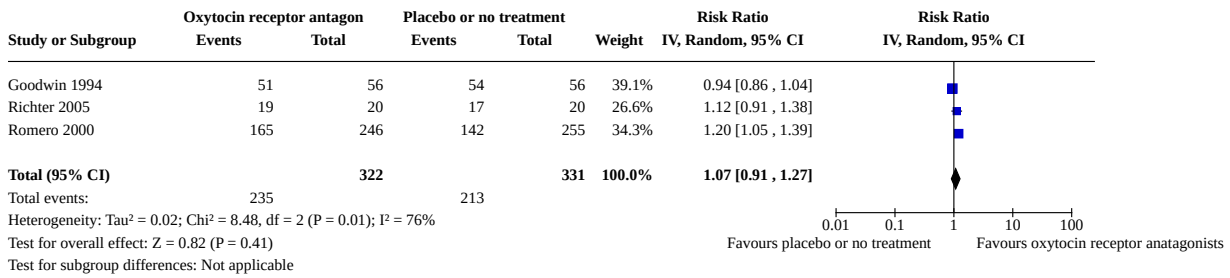 Oxytocin receptor antagon Placebo or no treatment Risk Ratio Risk Ratio
Study or Subgroup Events Total Events Total Weight IV, Random, 95% CI IV, Random, 95% CI
Goodwin 1994 51 56 54 56 39.1% 0.94 [0.86 , 1.04]
Richter 2005 19 20 17 20 26.6% 1.12 [0.91 , 1.38]
Romero 2000 165 246 142 255 34.3% 1.20 [1.05 , 1.39]
Total (95% CI) 322 331 100.0% 1.07 [0.91 , 1.27]
Total events: 235 213
Heterogeneity: Tau² = 0.02; Chi² = 8.48, df = 2 (P = 0.01); I² = 76%
0.01 0.1 1 10 100
Test for overall effect: Z = 0.82 (P = 0.41) Favours placebo or no treatment Favours oxytocin receptor anatagonists
Test for subgroup differences: Not applicable